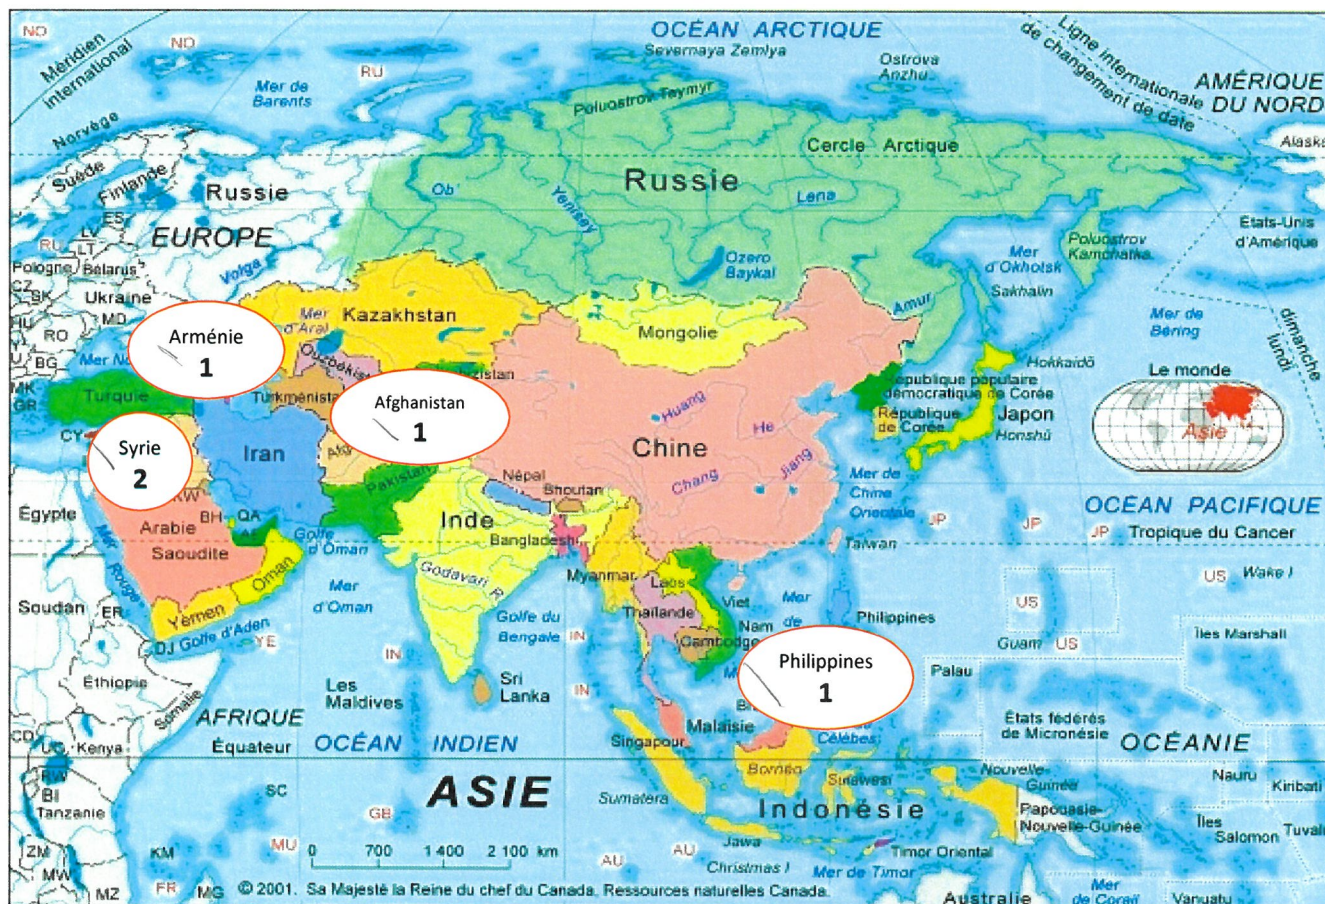 OCÉAN ARCTIQUE
Severnaya Zemlya
Ostrova
Anzhu
NO
NO
Méridien
international
RU
Mer de
Barents
Poluostrov Taymyr
Ligne internationale
de changement de date
AMÉRIQUE
DU NORD
Alaska
Norvège
Suède
Finlande
Russie
Russie
Cercle Arctique
Ob'
Yenisey
Lena
États-Unis
d'Amérique
ES
LV
LT
RU
EUROPE
Volga
Ozero
Baykal
Mer
d'Okhotsk
Poluostrov
Kamchatka
Sakhalin
Amur
Pologne
Bélarus
CZ
SK
Ukraine
HU
MD
RO
BG
Mer
d'Aral
Kazakhstan
Mongolie
Mer de
Béring
dimanche
lundi
Arménie
1
Mer No
Hokkaidō
MK
GR
Turquie
Turkménista
Afghanistan
1
République populaire
démocratique de Corée
République
de Corée
Japon
Honshū
Le monde
Asie
CY
Syrie
2
Iran
Afg
Pakistan
Chine
Huang
He
Chang
Jiang
Mer de
Chine
Orientale
Népal
Bhoutan
Égypte
KW
BH
QA
Arabie
Saoudite
Golfe
d'Oman
Inde
Bangladesh
Taiwan
JP
JP
JP
OCÉAN PACIFIQUE
Tropique du Cancer
Mer
Rouge
Oman
Yémen
Mer
d'Oman
Godavari R.
Myanmar
Laos
Thaïlande
Viet
Nam
Cambodge
Mer
de
Philippines
US
Wake I
US
Soudan
ER
DJ
Golfe d'Aden
YE
IN
Golfe du
Bengale
IN
Guam
US
Îles Marshall
Éthiopie
Somalie
Les
Maldives
Sri
Lanka
IN
Philippines
1
Palau
AFRIQUE
Équateur
OCÉAN INDIEN
Malaisie
Singapour
Célèbes
États fédérés
de Micronésie
OCÉANIE
CD
UG
Kenya
RW
BI
Tanzanie
SC
ASIE
Sumatera
Bornéo
Sulawesi
Indonésie
Nouvelle-
Guinée
Papouasie-
Nouvelle-Guinée
Nauru
Kiribati
Îles
Salomon
Tuvalu
GB
ZM
MW
MZ
KM
MU
FR
MG
0 700 1 400 2 100 km
AU
AU
Jawa
Christmas I
Timor Oriental
Mer de Timor
Australie
Mer
de Corail
Vanuatu
© 2001. Sa Majesté la Reine du chef du Canada, Ressources naturelles Canada.